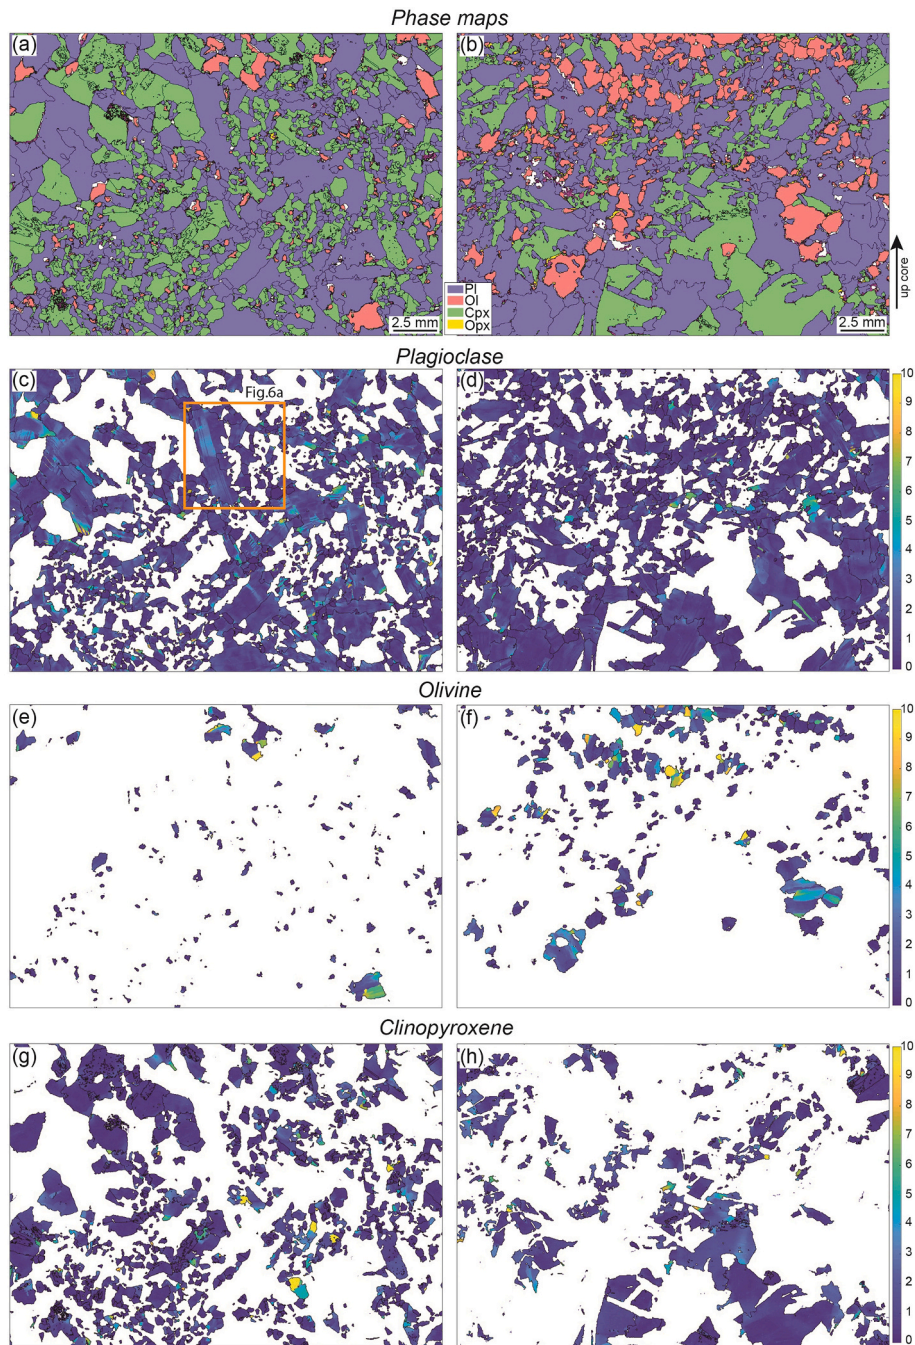 Phase maps
(a)
(b)
up core
Pl
Ol
Cpx
Opx
2.5 mm
2.5 mm
Plagioclase
(c)
Fig.6a
(d)
10
9
8
7
6
5
4
3
2
1
0
Olivine
(e)
(f)
10
9
8
7
6
5
4
3
2
1
0
Clinopyroxene
(g)
(h)
10
9
8
7
6
5
4
3
2
1
0